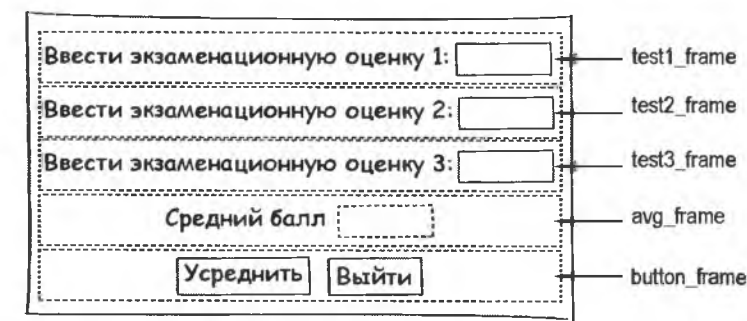 Ввести экзаменационную оценку 1: test1_frame
Ввести экзаменационную оценку 2: test2_frame
Ввести экзаменационную оценку 3: test3_frame
Средний балл avg_frame
Усреднить Выйти button_frame